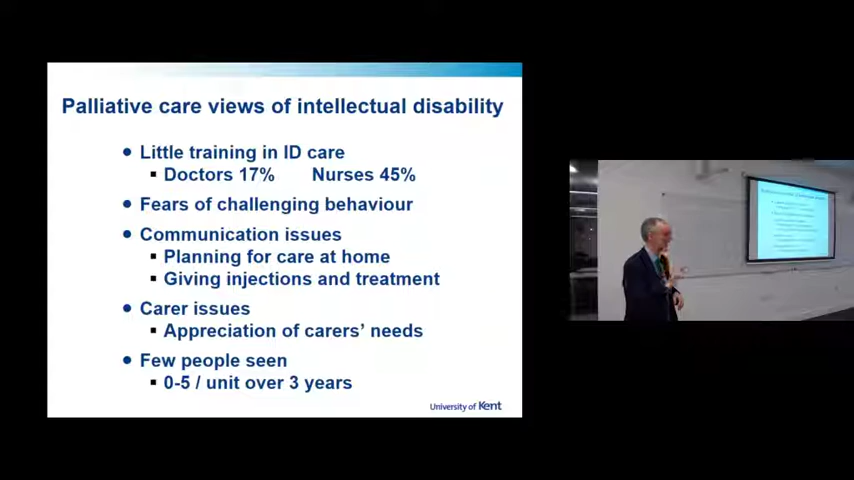 Palliative care views of intellectual disability
• Little training in ID care
▪ Doctors 17% Nurses 45%
• Fears of challenging behaviour
• Communication issues
▪ Planning for care at home
▪ Giving injections and treatment
• Carer issues
▪ Appreciation of carers' needs
• Few people seen
▪ 0-5 / unit over 3 years
University of Kent